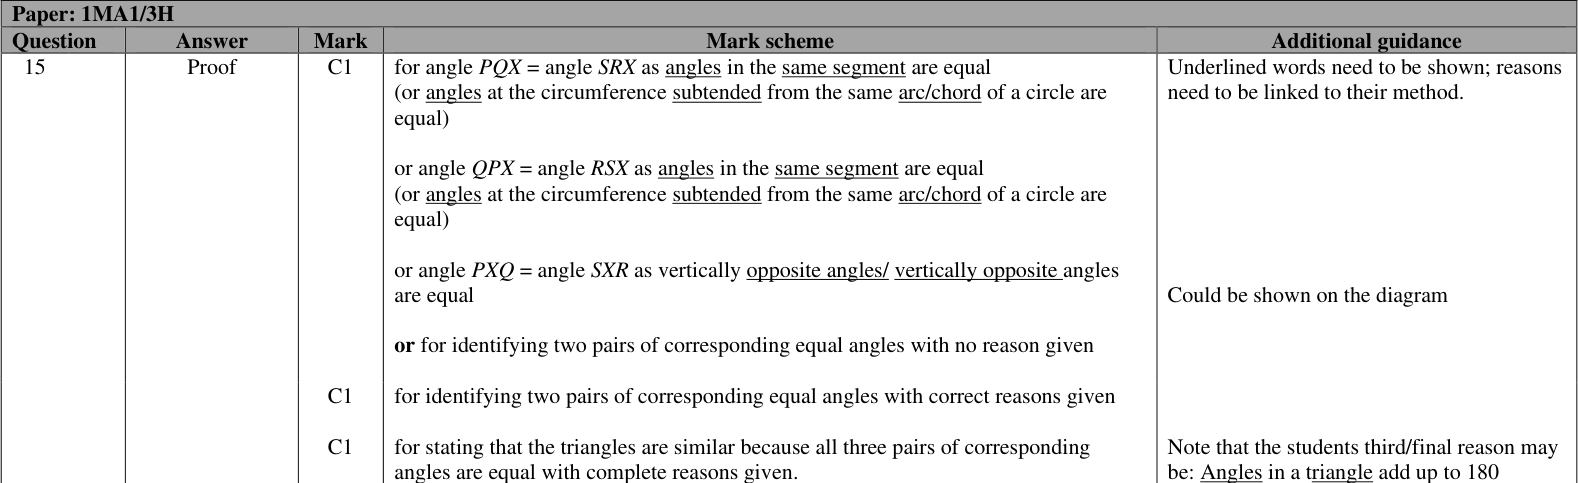 Paper: 1MA1/3H
Question Answer Mark Mark scheme Additional guidance
15 Proof C1 for angle PQX = angle SRX as angles in the same segment are equal Underlined words need to be shown; reasons
(or angles at the circumference subtended from the same arc/chord of a circle are need to be linked to their method.
equal)
or angle QPX = angle RSX as angles in the same segment are equal
(or angles at the circumference subtended from the same arc/chord of a circle are
equal)
or angle PXQ = angle SXR as vertically opposite angles/ vertically opposite angles
are equal Could be shown on the diagram
or for identifying two pairs of corresponding equal angles with no reason given
C1 for identifying two pairs of corresponding equal angles with correct reasons given
C1 for stating that the triangles are similar because all three pairs of corresponding Note that the students third/final reason may
angles are equal with complete reasons given. be: Angles in a triangle add up to 180